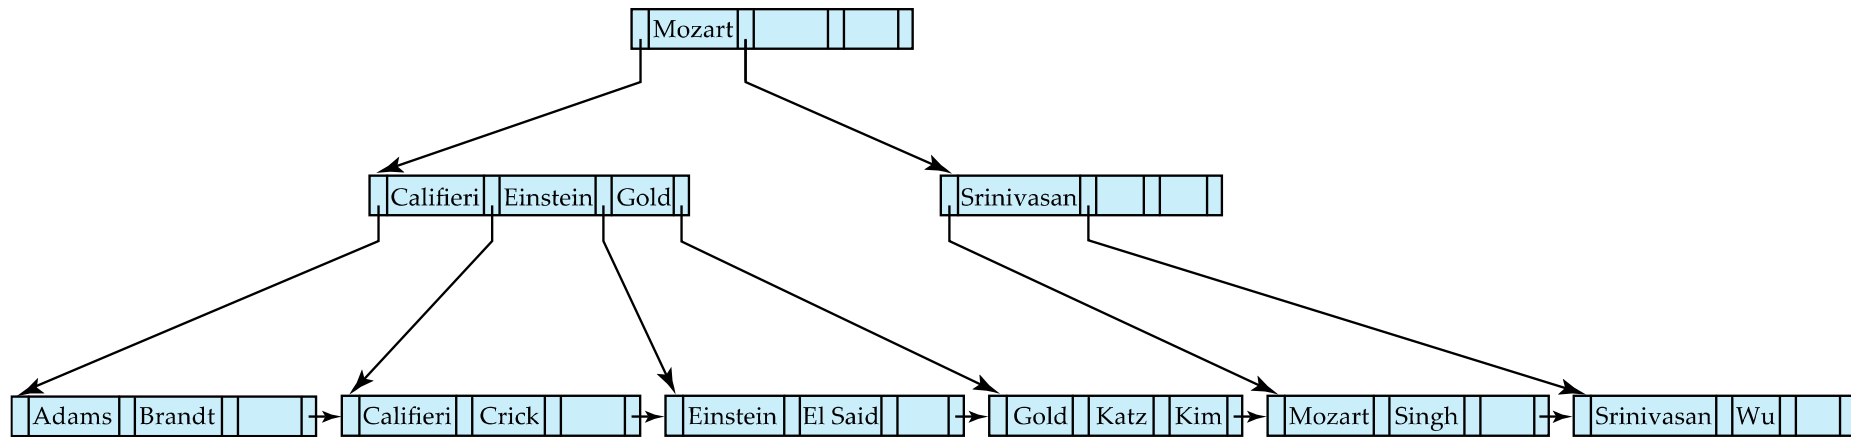 Mozart
Califieri Einstein Gold Srinivasan
Adams Brandt Califieri Crick Einstein El Said Gold Katz Kim Mozart Singh Srinivasan Wu